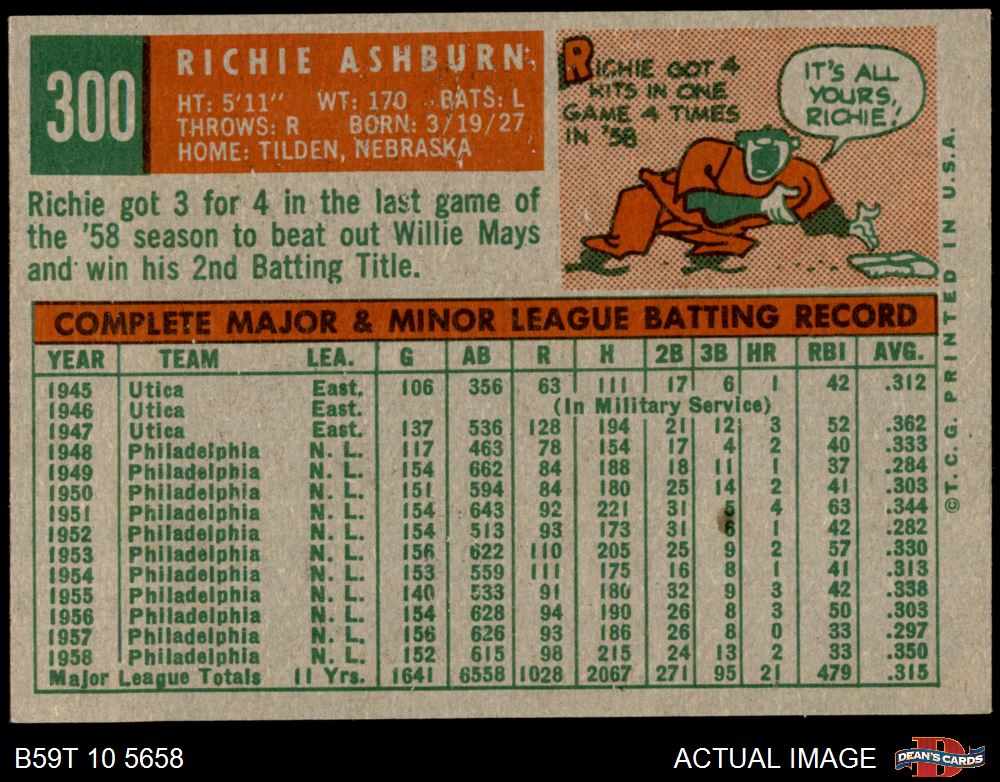 300
RICHIE ASHBURN
HT: 5'11" WT: 170 BATS: L
THROWS: R BORN: 3/19/27
HOME: TILDEN, NEBRASKA
RICHIE GOT 4
HITS IN ONE
GAME 4 TIMES
IN '58
IT'S ALL
YOURS,
RICHIE!
Richie got 3 for 4 in the last game of
the '58 season to beat out Willie Mays
and win his 2nd Batting Title.
COMPLETE MAJOR & MINOR LEAGUE BATTING RECORD
YEAR TEAM LEA. G AB R H 2B 3B HR RBI AVG.
1945 Utica East. 106 356 63 111 17 6 1 42 .312
1946 Utica East. (In Military Service)
1947 Utica East. 137 536 128 194 21 12 3 52 .362
1948 Philadelphia N. L. 117 463 78 154 17 4 2 40 .333
1949 Philadelphia N. L. 154 662 84 188 18 11 1 37 .284
1950 Philadelphia N. L. 151 594 84 180 25 14 2 41 .303
1951 Philadelphia N. L. 154 643 92 221 31 5 4 63 .344
1952 Philadelphia N. L. 154 513 93 173 31 6 1 42 .282
1953 Philadelphia N. L. 156 622 110 205 25 9 2 57 .330
1954 Philadelphia N. L. 153 559 111 175 16 8 1 41 .313
1955 Philadelphia N. L. 140 533 91 180 32 9 3 42 .338
1956 Philadelphia N. L. 154 628 94 190 26 8 3 50 .303
1957 Philadelphia N. L. 156 626 93 186 26 8 0 33 .297
1958 Philadelphia N. L. 152 615 98 215 24 13 2 33 .350
Major League Totals 11 Yrs. 1641 6558 1028 2067 271 95 21 479 .315
©T. C. G. PRINTED IN U.S.A.
B59T 10 5658
ACTUAL IMAGE
D
DEAN'S CARDS